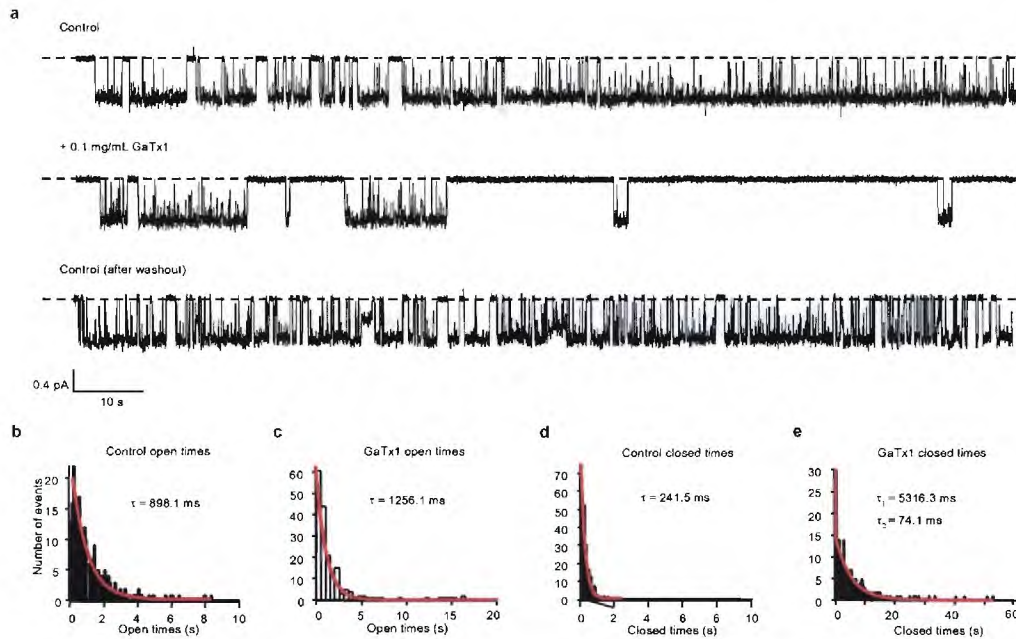 a
Control
+ 0.1 mg/mL GaTx1
Control (after washout)
0.4 pA
10 s
b
Control open times
τ = 898.1 ms
Number of events
20
15
10
5
0
0 2 4 6 8 10
Open times (s)
c
GaTx1 open times
τ = 1256.1 ms
60
50
40
30
20
10
0
0 5 10 15 20
Open times (s)
d
Control closed times
τ = 241.5 ms
70
60
50
40
30
20
10
0
0 2 4 6 8 10
Closed times (s)
e
GaTx1 closed times
τ₁ = 5316.3 ms
τ₂ = 74.1 ms
30
25
20
15
10
5
0
0 20 40 60
Closed times (s)